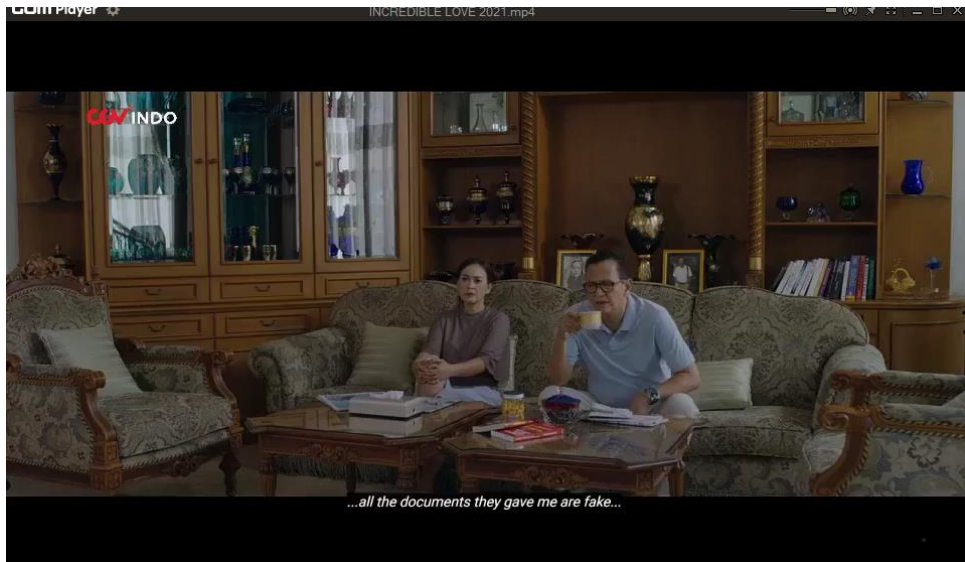 GOM Player
INCREDIBLE LOVE 2021.mp4
CGV INDO
...all the documents they gave me are fake...